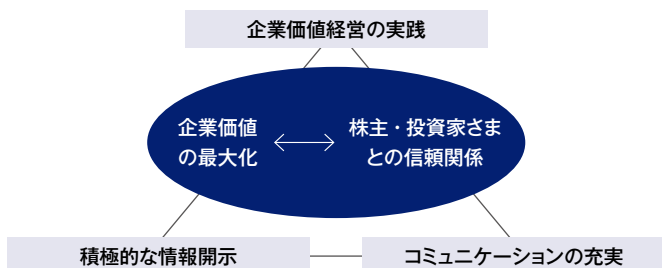 企業価値経営の実践
企業価値
の最大化
株主・投資家さま
との信頼関係
積極的な情報開示
コミュニケーションの充実